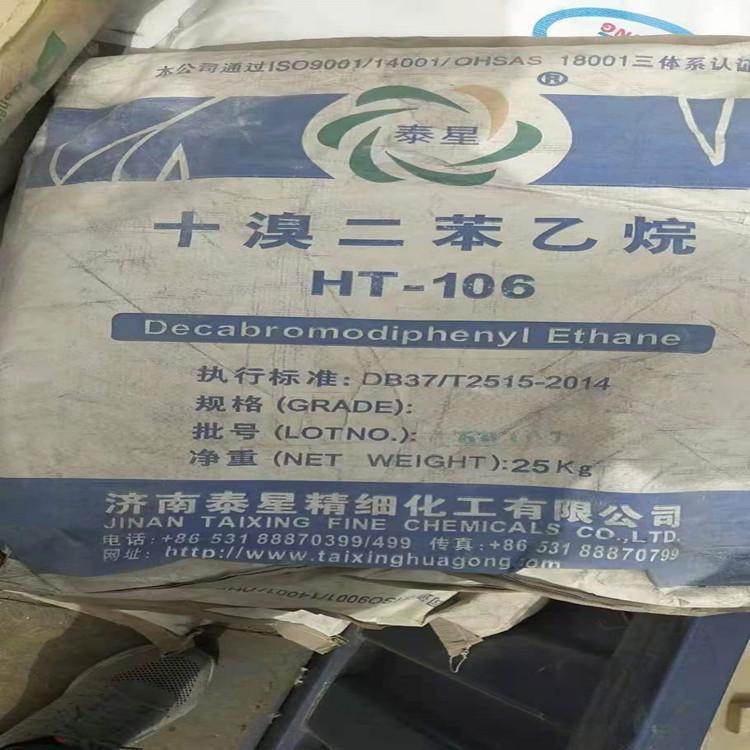 本公司通过ISO9001/14001/OHSAS 18001三体系认证
®
泰星
十溴二苯乙烷
HT-106
Decabromodiphenyl Ethane
执行标准: DB37/T2515-2014
规格 (GRADE):
批号 (LOTNO.):
净重 (NET WEIGHT): 25Kg
济南泰星精细化工有限公司
JINAN TAIXING FINE CHEMICALS CO.,LTD.
电话: +86 531 88870399/499 传真: +86 531 88870799
网址: http://www.taixinghuagong.com
ISO9001/14001/OH